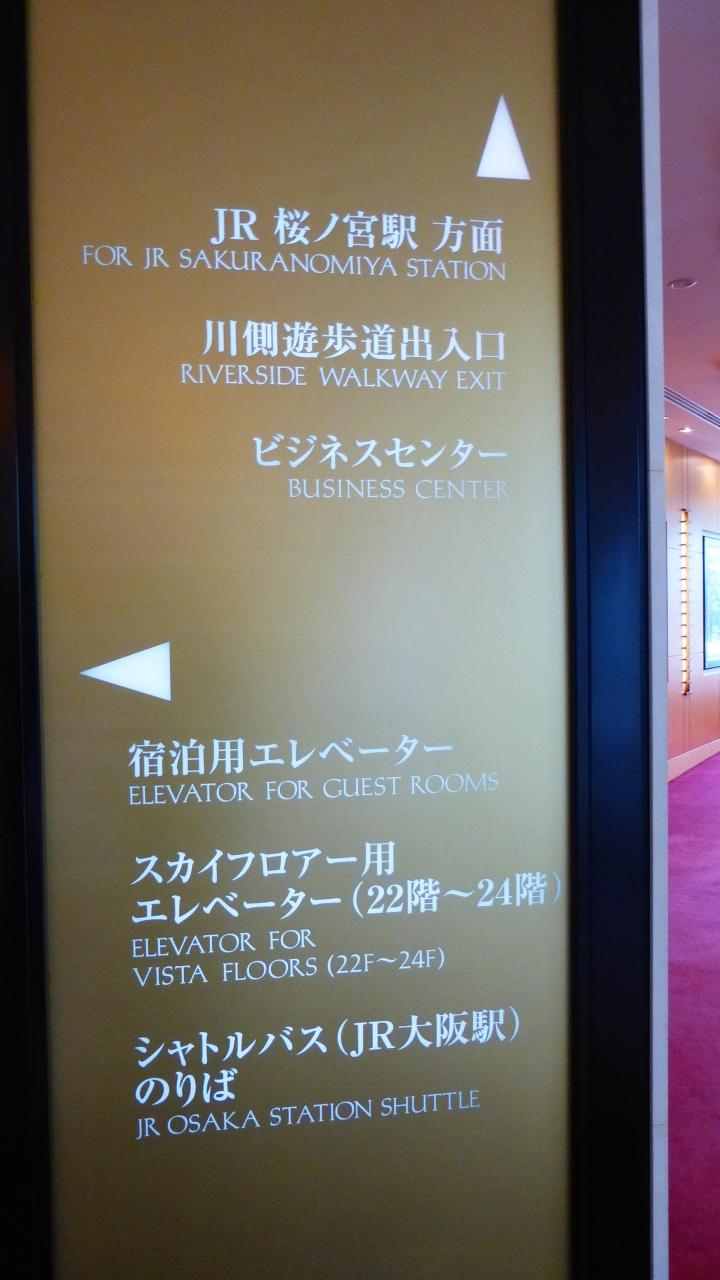 JR 桜ノ宮駅 方面
FOR JR SAKURANOMIYA STATION
川側遊歩道出入口
RIVERSIDE WALKWAY EXIT
ビジネスセンター
BUSINESS CENTER
宿泊用エレベーター
ELEVATOR FOR GUEST ROOMS
スカイフロアー用
エレベーター(22階～24階)
ELEVATOR FOR
VISTA FLOORS (22F～24F)
シャトルバス(JR大阪駅)
のりば
JR OSAKA STATION SHUTTLE